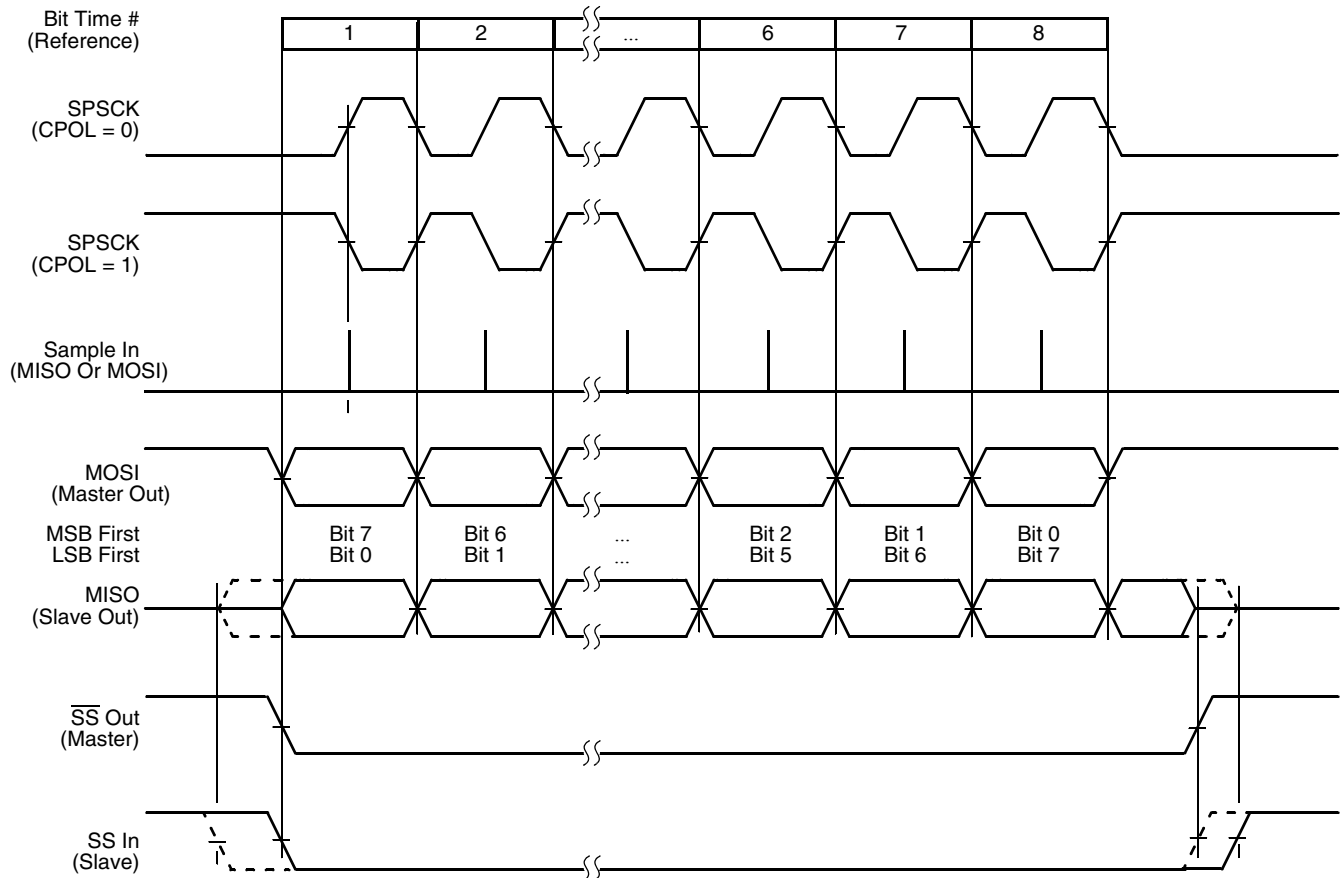 Bit Time #
(Reference)
1 2 ... 6 7 8
SPSCK
(CPOL = 0)
SPSCK
(CPOL = 1)
Sample In
(MISO Or MOSI)
MOSI
(Master Out)
MSB First Bit 7 Bit 6 ... Bit 2 Bit 1 Bit 0
LSB First Bit 0 Bit 1 ... Bit 5 Bit 6 Bit 7
MISO
(Slave Out)
SS Out
(Master)
SS In
(Slave)